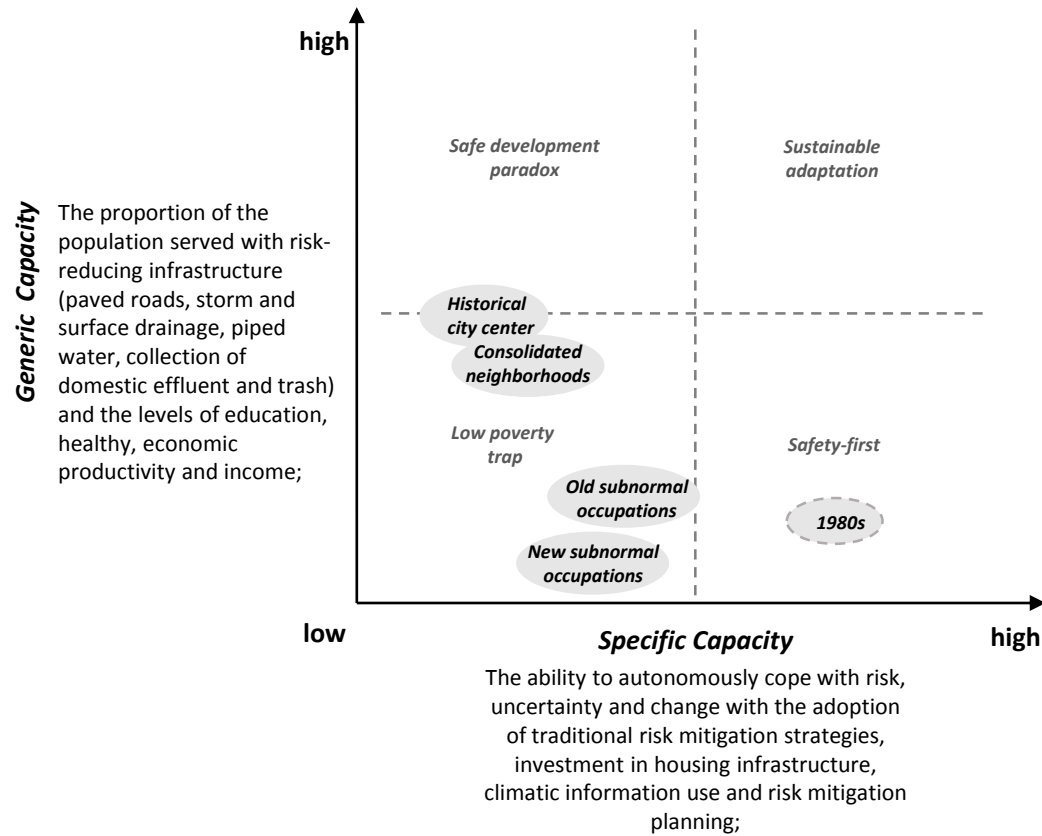 high
Safe development
paradox
Sustainable
adaptation
Generic Capacity
The proportion of the
population served with risk-
reducing infrastructure
(paved roads, storm and
surface drainage, piped
water, collection of
domestic effluent and trash)
and the levels of education,
healthy, economic
productivity and income;
Historical
city center
Consolidated
neighborhoods
Low poverty
trap
Safety-first
Old subnormal
occupations
1980s
New subnormal
occupations
low
Specific Capacity
high
The ability to autonomously cope with risk,
uncertainty and change with the adoption
of traditional risk mitigation strategies,
investment in housing infrastructure,
climatic information use and risk mitigation
planning;